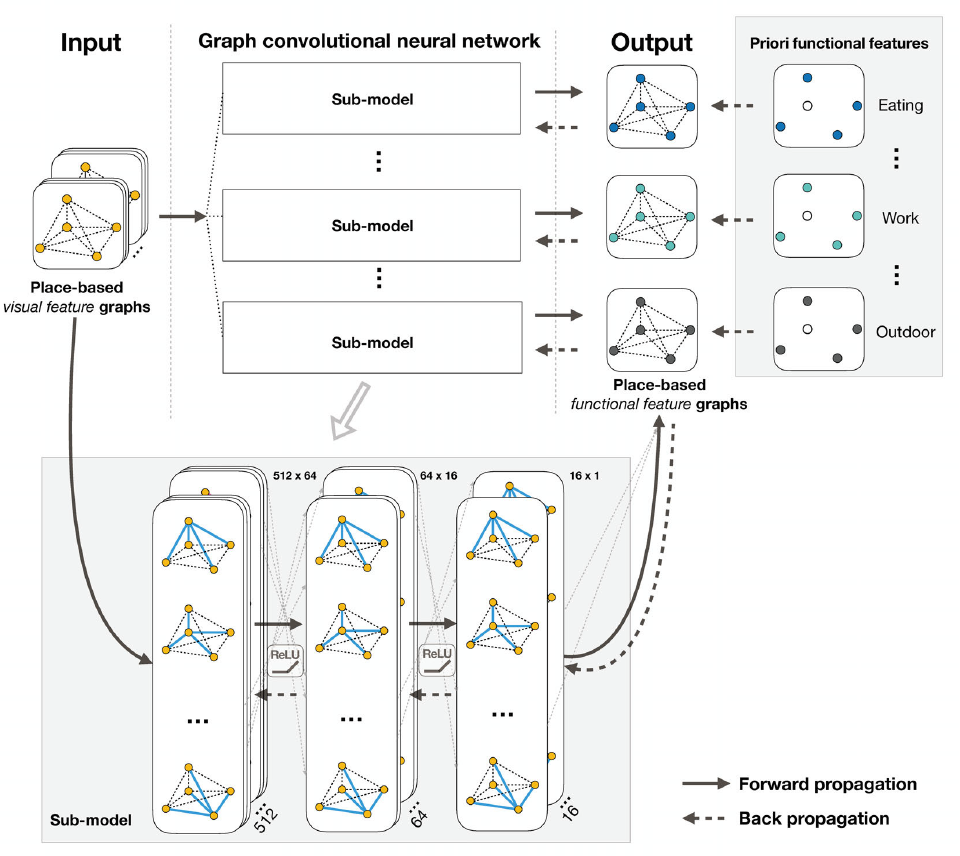 Input
Graph convolutional neural network
Output
Priori functional features
Sub-model
Eating
Sub-model
Work
Sub-model
Outdoor
Place-based
visual feature graphs
Place-based
functional feature graphs
512 x 64
64 x 16
16 x 1
ReLU
ReLU
...
...
...
...512
...64
...16
Sub-model
Forward propagation
Back propagation